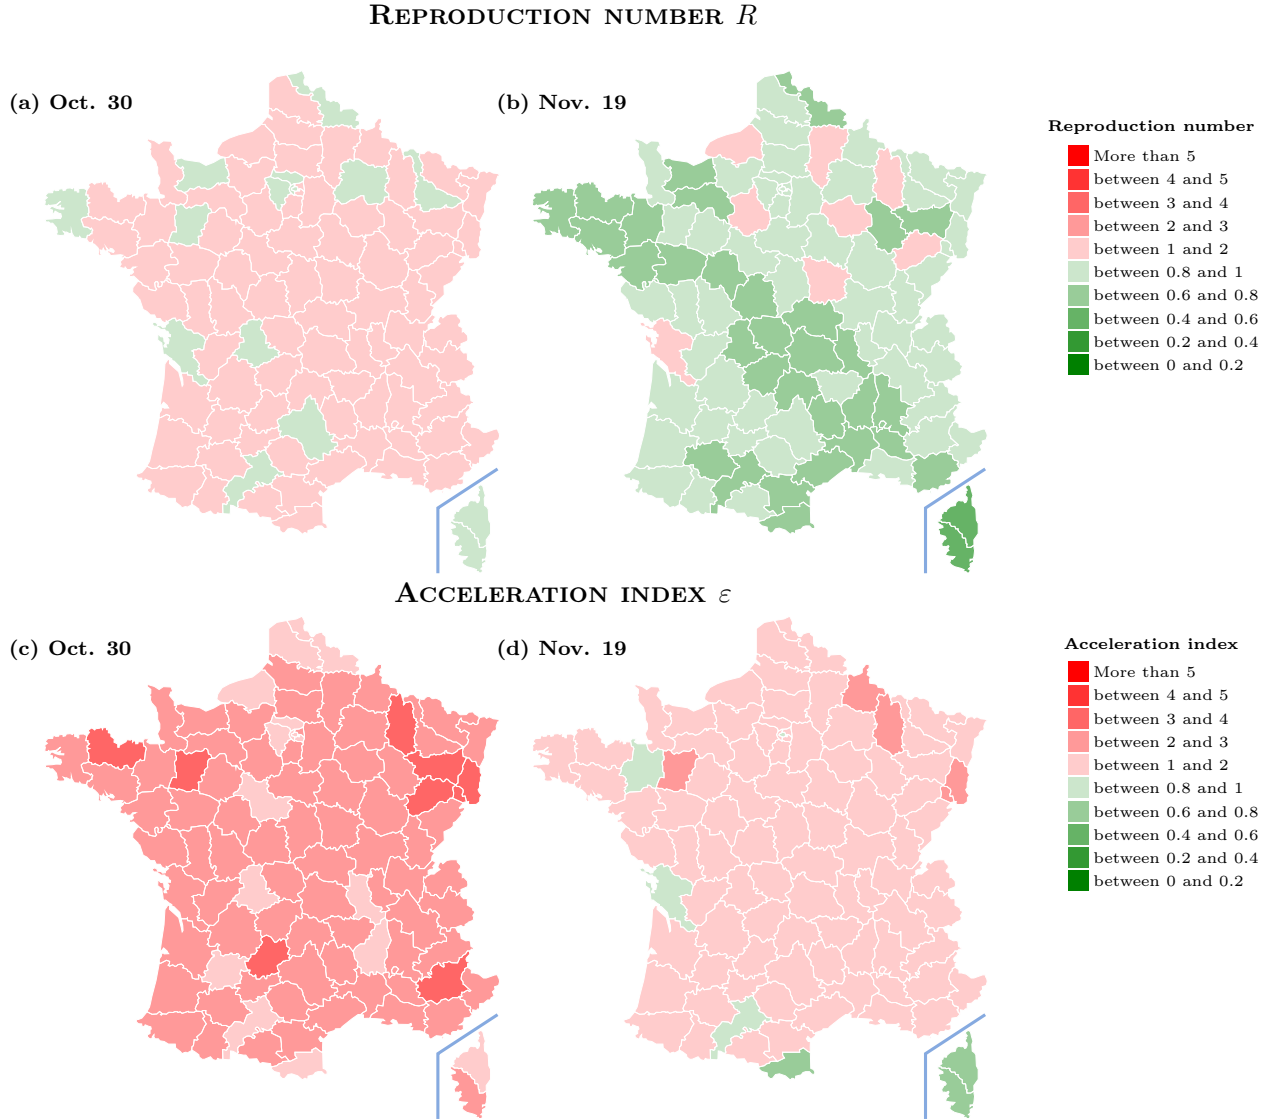 REPRODUCTION NUMBER R
(a) Oct. 30
(b) Nov. 19
Reproduction number
More than 5
between 4 and 5
between 3 and 4
between 2 and 3
between 1 and 2
between 0.8 and 1
between 0.6 and 0.8
between 0.4 and 0.6
between 0.2 and 0.4
between 0 and 0.2
ACCELERATION INDEX ε
(c) Oct. 30
(d) Nov. 19
Acceleration index
More than 5
between 4 and 5
between 3 and 4
between 2 and 3
between 1 and 2
between 0.8 and 1
between 0.6 and 0.8
between 0.4 and 0.6
between 0.2 and 0.4
between 0 and 0.2